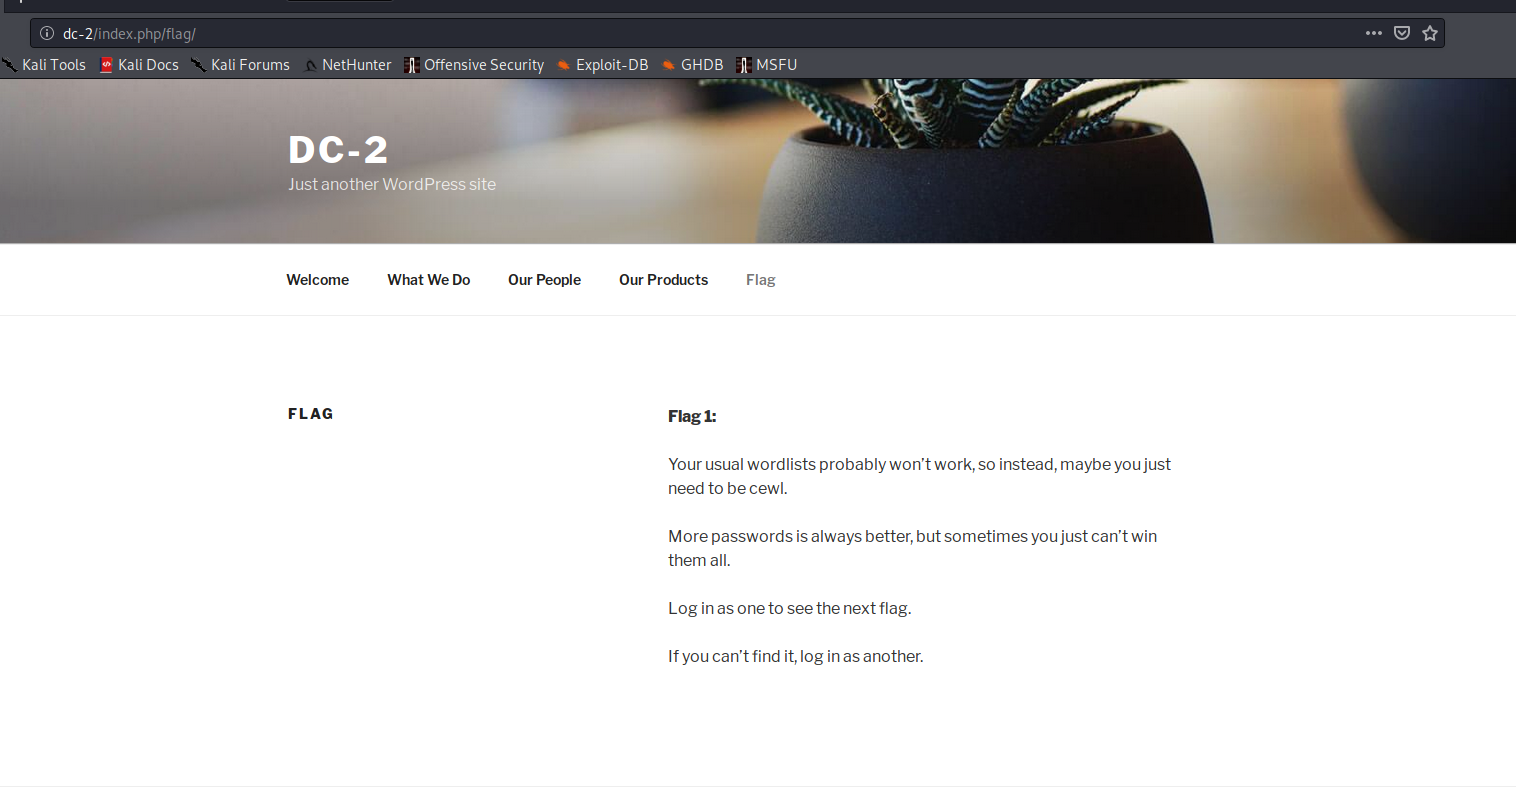 dc-2/index.php/flag/
Kali Tools Kali Docs Kali Forums NetHunter Offensive Security Exploit-DB GHDB MSFU
DC-2
Just another WordPress site
Welcome What We Do Our People Our Products Flag
FLAG
Flag 1:
Your usual wordlists probably won’t work, so instead, maybe you just
need to be cewl.
More passwords is always better, but sometimes you just can’t win
them all.
Log in as one to see the next flag.
If you can’t find it, log in as another.